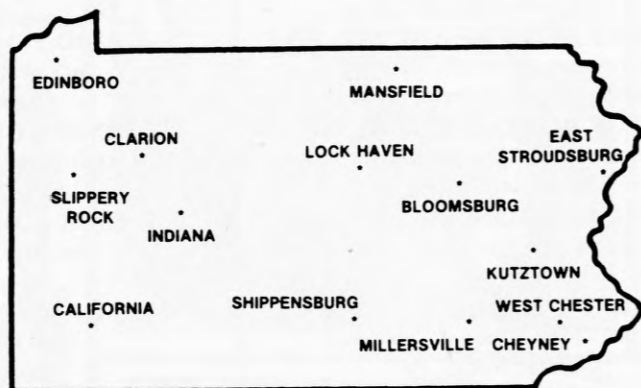 EDINBORO
MANSFIELD
CLARION
LOCK HAVEN
EAST
STROUDSBURG
SLIPPERY
ROCK
BLOOMSBURG
INDIANA
KUTZTOWN
CALIFORNIA
SHIPPENSBURG
WEST CHESTER
MILLERSVILLE
CHEYNEY